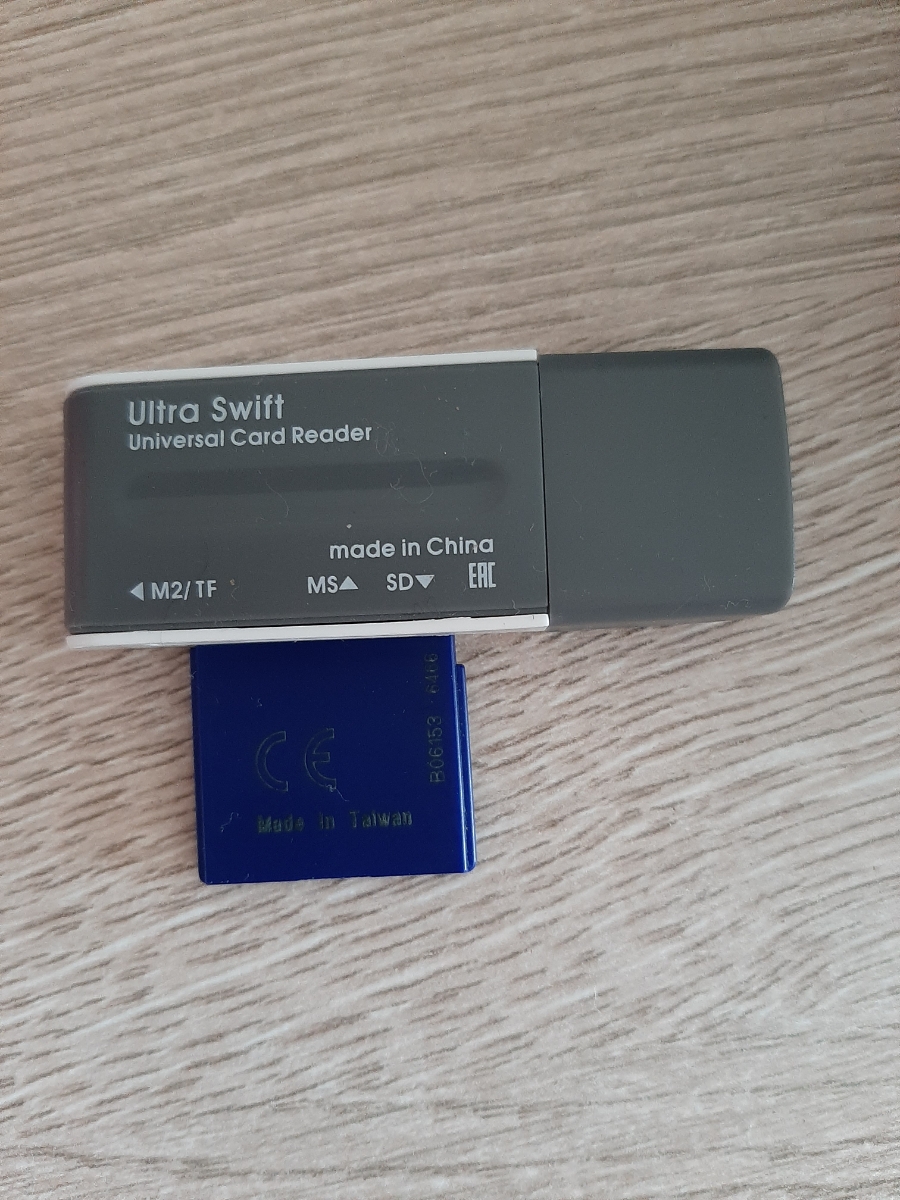 Ultra Swift
Universal Card Reader
made in China
◀ M2/TF MS▲ SD▼ EAC
CE
Made in Taiwan
B06153